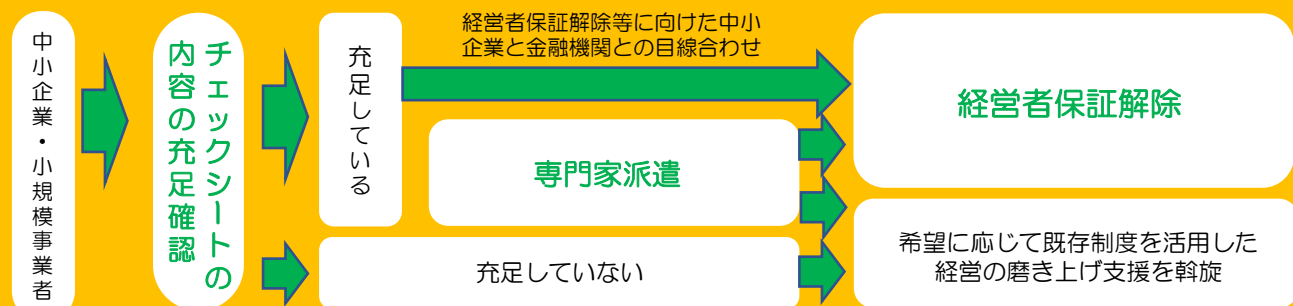 中小企業・小規模事業者
チェックシートの
内容の充足確認
充足している
経営者保証解除等に向けた中小
企業と金融機関との目線合わせ
専門家派遣
充足していない
経営者保証解除
希望に応じて既存制度を活用した
経営の磨き上げ支援を斡旋